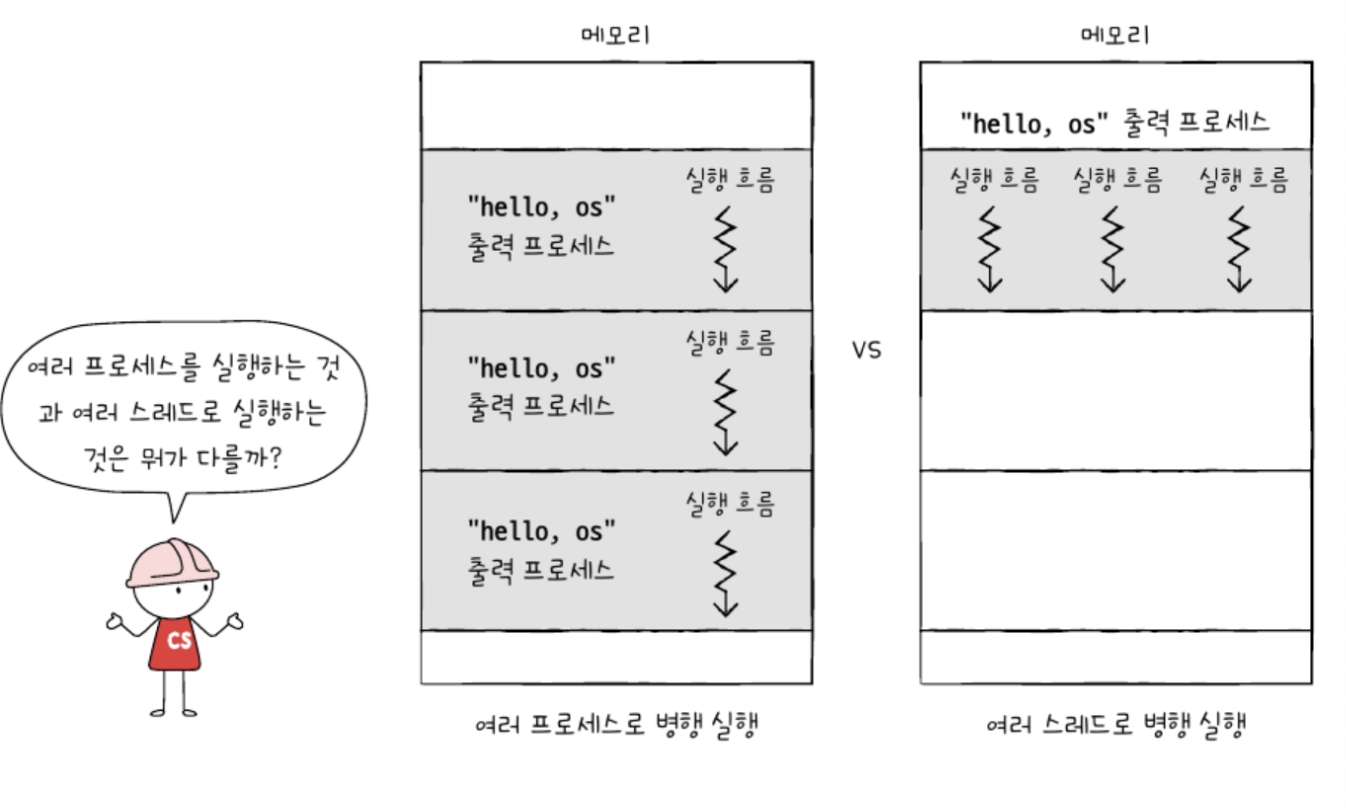 여러 프로세스를 실행하는 것
과 여러 스레드로 실행하는
것은 뭐가 다를까?
CS
메모리
"hello, os"
출력 프로세스
실행 흐름
"hello, os"
출력 프로세스
실행 흐름
"hello, os"
출력 프로세스
실행 흐름
여러 프로세스로 병행 실행
vs
메모리
"hello, os" 출력 프로세스
실행 흐름 실행 흐름 실행 흐름
여러 스레드로 병행 실행